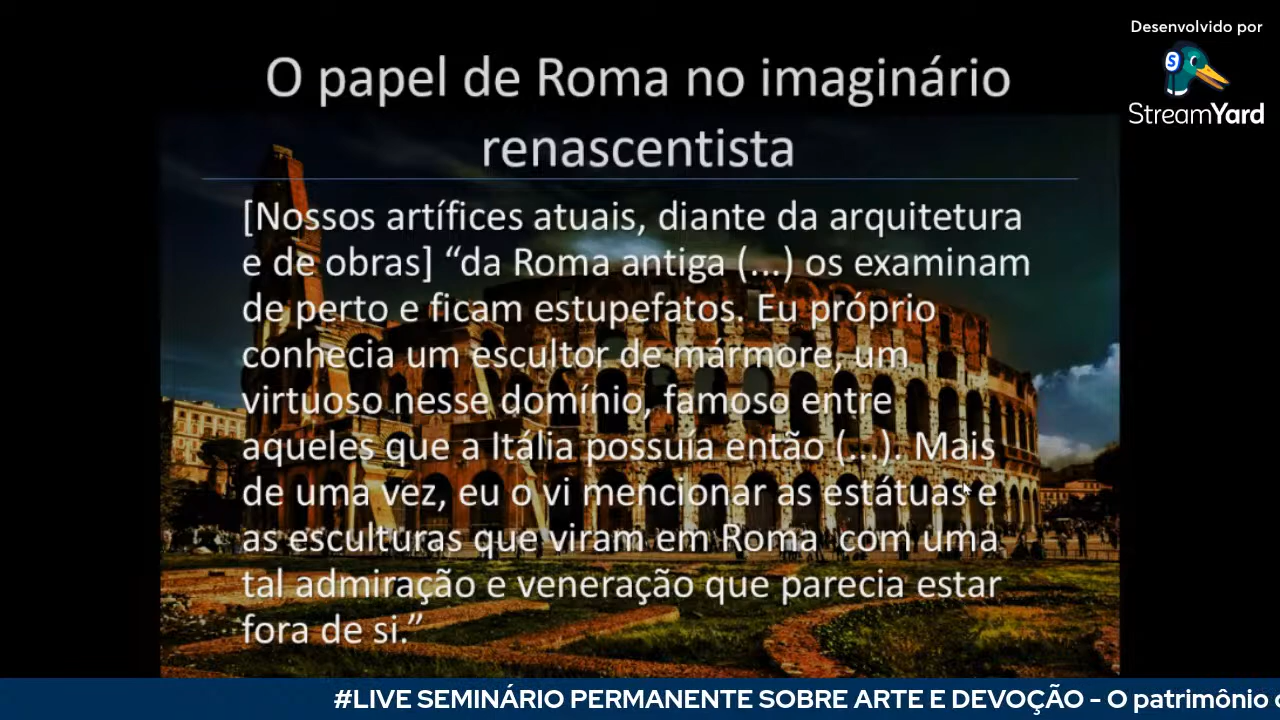 Desenvolvido por
StreamYard
O papel de Roma no imaginário
renascentista
[Nossos artífices atuais, diante da arquitetura
e de obras] “da Roma antiga (...) os examinam
de perto e ficam estupefatos. Eu próprio
conhecia um escultor de mármore, um
virtuoso nesse domínio, famoso entre
aqueles que a Itália possuía então (...). Mais
de uma vez, eu o vi mencionar as estátuas e
as esculturas que viram em Roma com uma
tal admiração e veneração que parecia estar
fora de si.”
#LIVE SEMINÁRIO PERMANENTE SOBRE ARTE E DEVOÇÃO - O patrimônio